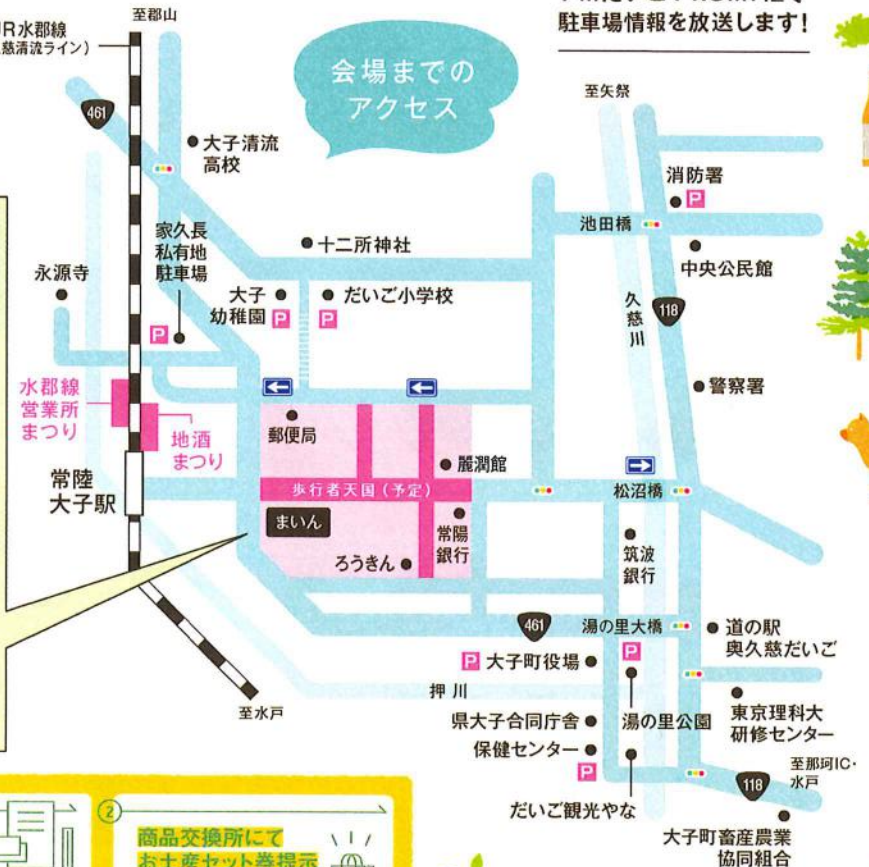 至郡山
JR水郡線
慈清流ライン)
駐車場情報を放送します!
会場までの
アクセス
461
大子清流
高校
至矢祭
消防署
P
池田橋
中央公民館
家久長
私有地
駐車場
P
永源寺
十二所神社
大子
幼稚園
P
だいご小学校
P
久慈川
118
警察署
水郡線
営業所
まつり
地酒
まつり
郵便局
麗潤館
常陸
大子駅
歩行者天国(予定)
まいん
常陽
銀行
ろうきん
松沼橋
筑波
銀行
461
湯の里大橋
道の駅
奥久慈だいご
P
大子町役場
P
押川
至水戸
県大子合同庁舎
湯の里公園
東京理科大
研修センター
保健センター
P
至那珂IC・
水戸
118
だいご観光やな
大子町畜産農業
協同組合
②
商品交換所にて
お土産セット券提示